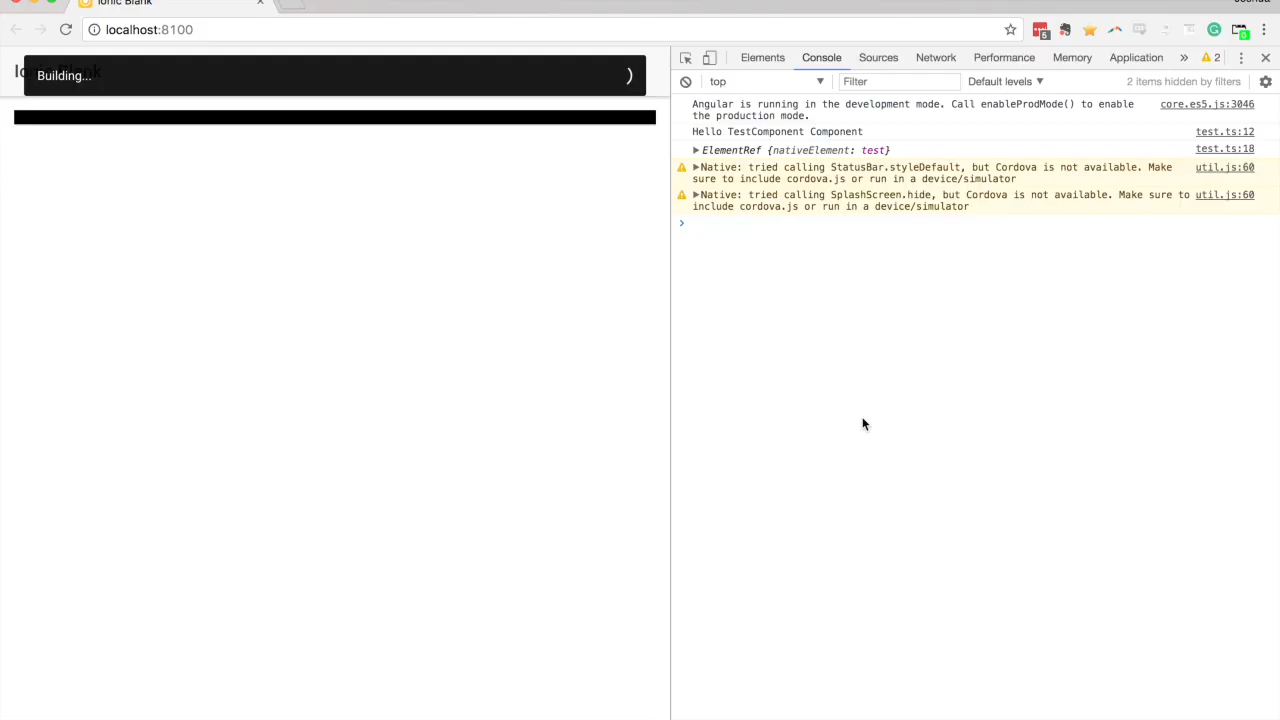 Ionic Blank
localhost:8100
5
0
Building...
Elements Console Sources Network Performance Memory Application » 2
top Filter Default levels 2 items hidden by filters
Angular is running in the development mode. Call enableProdMode() to enable core.es5.js:3046
the production mode.
Hello TestComponent Component test.ts:12
ElementRef {nativeElement: test} test.ts:18
Native: tried calling StatusBar.styleDefault, but Cordova is not available. Make util.js:60
sure to include cordova.js or run in a device/simulator
Native: tried calling SplashScreen.hide, but Cordova is not available. Make sure to util.js:60
include cordova.js or run in a device/simulator